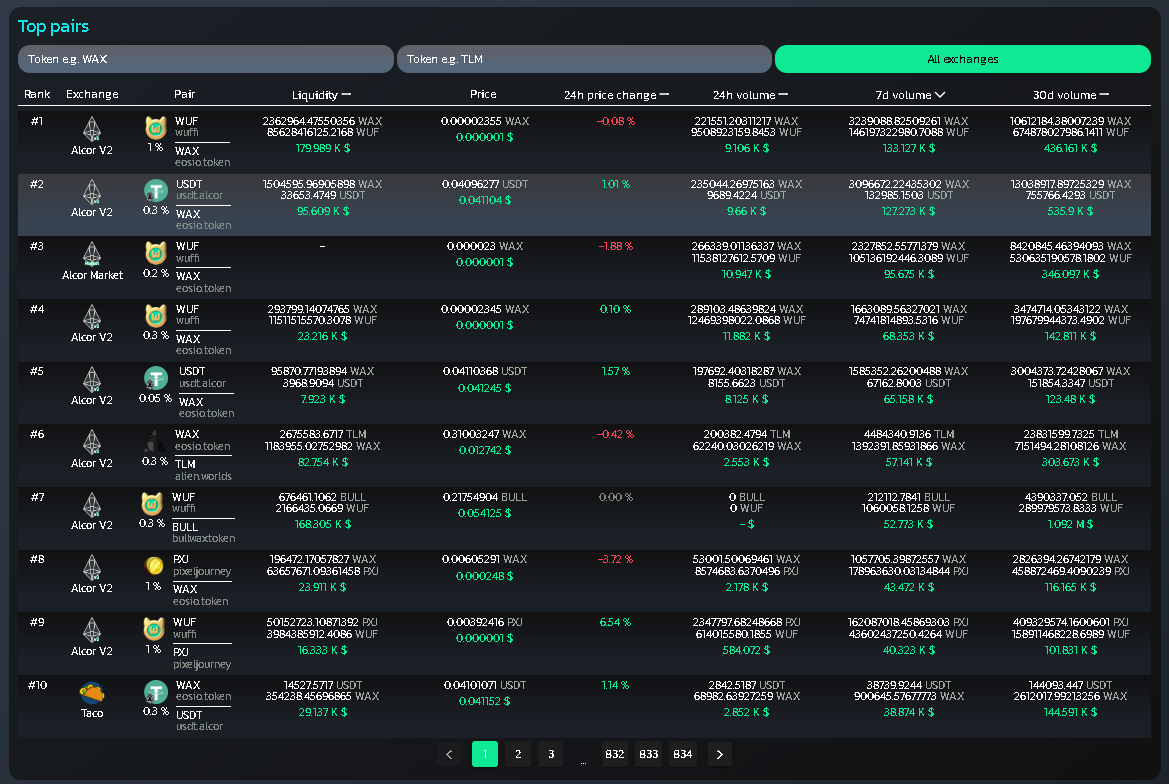 Top pairs
Token e.g. WAX Token e.g. TLM All exchanges
Rank Exchange Pair Liquidity Price 24h price change 24h volume 7d volume 30d volume
#1 WUF 2362964.47550356 WAX 0.00002355 WAX -0.08 % 221551.20311217 WAX 3239088.82509261 WAX 10612184.38007239 WAX
wuffi 85628416125.2168 WUF 0.000001 $ 9508923159.8453 WUF 146197322980.7088 WUF 674878027986.1411 WUF
Alcor V2 1 % WAX 179.989 K $ 9.106 K $ 133.127 K $ 436.161 K $
eosio.token
#2 USDT 1504595.96905898 WAX 0.04096277 USDT 1.01 % 235044.26975163 WAX 3096672.22435302 WAX 13038917.89725329 WAX
usdt.alcor 33653.4749 USDT 0.041104 $ 9689.4224 USDT 132985.1503 USDT 755766.4293 USDT
Alcor V2 0.3 % WAX 95.609 K $ 9.66 K $ 127.273 K $ 535.9 K $
eosio.token
#3 WUF – 0.000023 WAX -1.88 % 266339.01136337 WAX 2327852.55771379 WAX 8420845.46394093 WAX
wuffi 0.000001 $ 11538127612.5709 WUF 105136192446.3089 WUF 530635190578.1802 WUF
Alcor Market 0.2 % WAX 10.947 K $ 95.675 K $ 346.097 K $
eosio.token
#4 WUF 293799.14074765 WAX 0.00002345 WAX 0.10 % 289103.48639824 WAX 1663089.56327021 WAX 3474714.05343122 WAX
wuffi 11511515570.3078 WUF 0.000001 $ 12469398022.0868 WUF 74741814893.5316 WUF 197679944373.4902 WUF
Alcor V2 0.3 % WAX 23.216 K $ 11.882 K $ 68.353 K $ 142.811 K $
eosio.token
#5 USDT 95870.77193894 WAX 0.04110368 USDT 1.57 % 197692.40318287 WAX 1585352.26200488 WAX 3004373.72428067 WAX
usdt.alcor 3968.9094 USDT 0.041245 $ 8155.6623 USDT 67162.8003 USDT 151854.3347 USDT
Alcor V2 0.05 % WAX 7.923 K $ 8.125 K $ 65.158 K $ 123.48 K $
eosio.token
#6 WAX 2675583.6717 TLM 0.31003247 WAX -0.42 % 200382.4794 TLM 4484340.9136 TLM 23831599.7325 TLM
eosio.token 1183955.02752982 WAX 0.012742 $ 62240.03026219 WAX 1392391.85931866 WAX 7151494.28108126 WAX
Alcor V2 0.3 % TLM 82.754 K $ 2.553 K $ 57.141 K $ 303.673 K $
alien.worlds
#7 WUF 676461.1062 BULL 0.21754904 BULL 0.00 % 0 BULL 212112.7841 BULL 4390337.052 BULL
wuffi 2166435.0669 WUF 0.054125 $ 0 WUF 1060058.1258 WUF 289979573.8333 WUF
Alcor V2 0.3 % BULL 168.305 K $ - $ 52.773 K $ 1.092 M $
bullwaxtoken
#8 PXJ 196472.17057827 WAX 0.00605291 WAX -3.72 % 53001.50069461 WAX 1057705.39872557 WAX 2826394.26742179 WAX
pixeljourney 63657671.09361458 PXJ 0.000248 $ 8574683.6370496 PXJ 178963630.03134844 PXJ 458872469.4090239 PXJ
Alcor V2 1 % WAX 23.911 K $ 2.178 K $ 43.472 K $ 116.165 K $
eosio.token
#9 WUF 50152723.10871392 PXJ 0.00392416 PXJ 6.54 % 2347797.68248668 PXJ 162087018.45869303 PXJ 409329574.1600601 PXJ
wuffi 3984385912.4086 WUF 0.000001 $ 614015580.1855 WUF 43602437250.4264 WUF 158911468228.6989 WUF
Alcor V2 1 % PXJ 16.333 K $ 584.072 $ 40.323 K $ 101.831 K $
pixeljourney
#10 WAX 14527.5717 USDT 0.04101071 USDT 1.14 % 2842.5187 USDT 38739.9244 USDT 144093.447 USDT
eosio.token 354238.45696865 WAX 0.041152 $ 68982.63927259 WAX 900645.57677773 WAX 2612017.99213256 WAX
Taco 0.3 % USDT 29.137 K $ 2.852 K $ 38.874 K $ 144.591 K $
usdt.alcor
< 1 2 3 ... 832 833 834 >